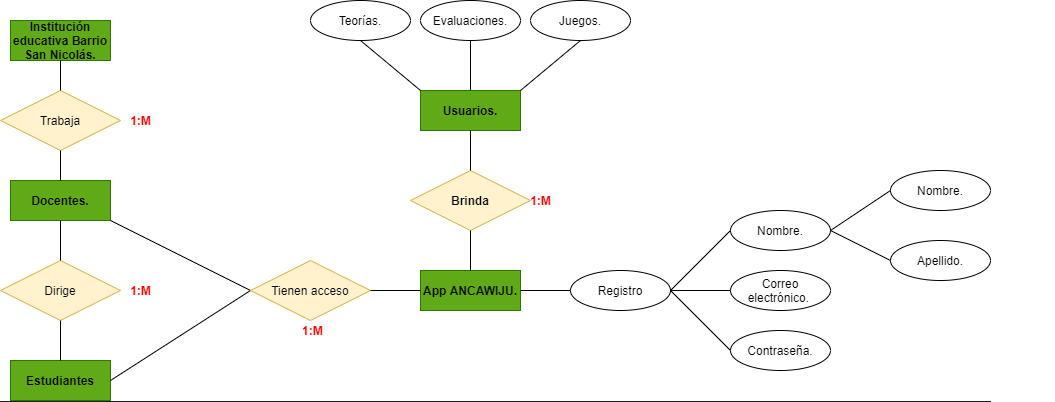 Institución
educativa Barrio
San Nicolás.
Teorías.
Evaluaciones.
Juegos.
Usuarios.
Trabaja
1:M
Docentes.
Brinda
1:M
Nombre.
Nombre.
Apellido.
Dirige
1:M
Tienen acceso
1:M
App ANCAWIJU.
Registro
Correo
electrónico.
Contraseña.
Estudiantes